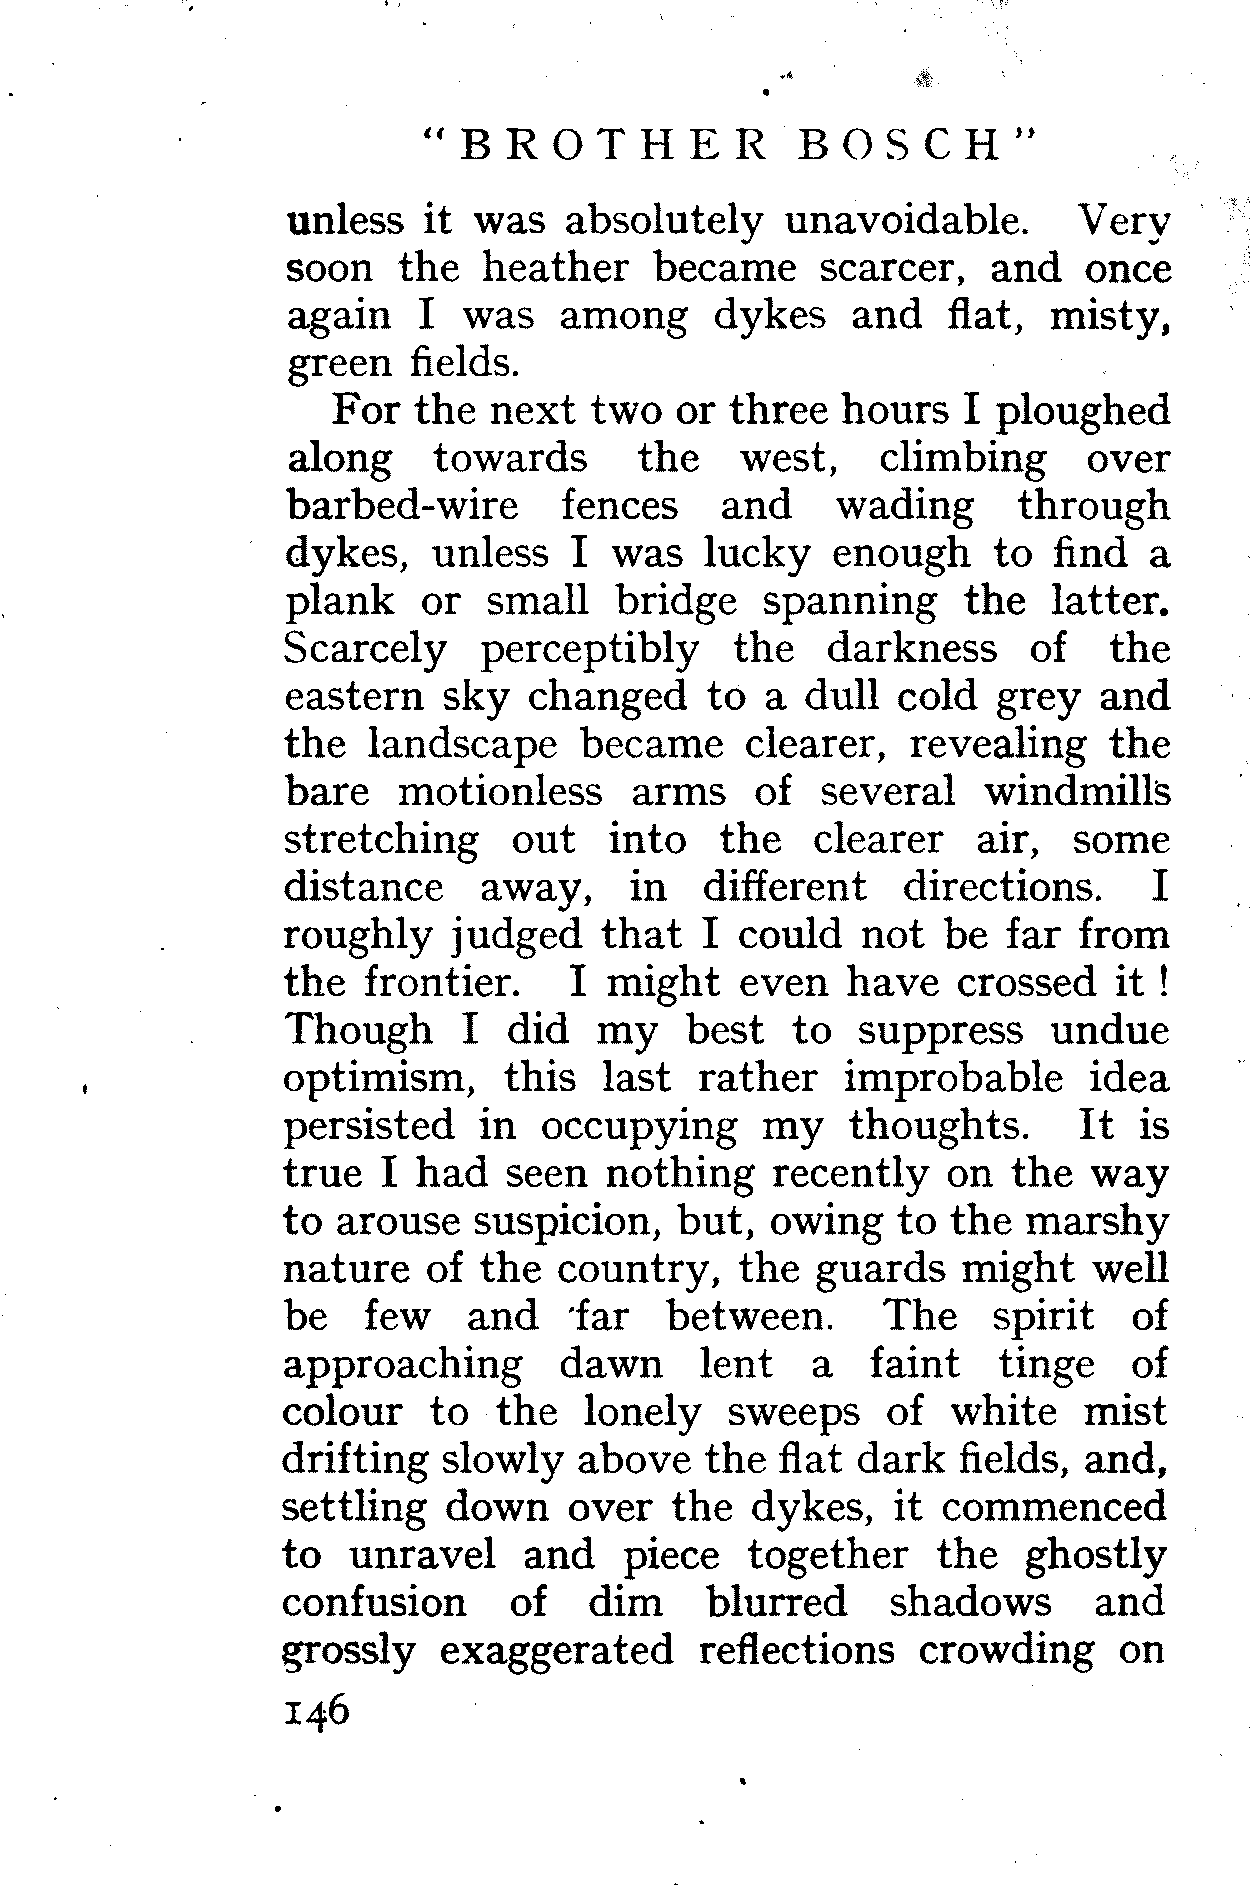 “ BROTHER BOSCH ”
unless it was absolutely unavoidable. Very
soon the heather became scarcer, and once
again I was among dykes and flat, misty,
green fields.
For the next two or three hours I ploughed
along towards the west, climbing over
barbed-wire fences and wading through
dykes, unless I was lucky enough to find a
plank or small bridge spanning the latter.
Scarcely perceptibly the darkness of the
eastern sky changed to a dull cold grey and
the landscape became clearer, revealing the
bare motionless arms of several windmills
stretching out into the clearer air, some
distance away, in different directions. I
roughly judged that I could not be far from
the frontier. I might even have crossed it !
Though I did my best to suppress undue
optimism, this last rather improbable idea
persisted in occupying my thoughts. It is
true I had seen nothing recently on the way
to arouse suspicion, but, owing to the marshy
nature of the country, the guards might well
be few and far between. The spirit of
approaching dawn lent a faint tinge of
colour to the lonely sweeps of white mist
drifting slowly above the flat dark fields, and,
settling down over the dykes, it commenced
to unravel and piece together the ghostly
confusion of dim blurred shadows and
grossly exaggerated reflections crowding on
146